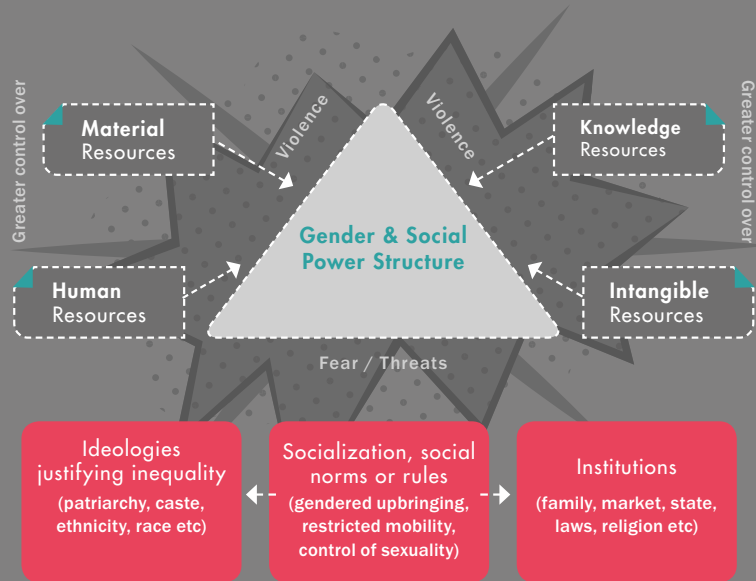 Greater control over
Material
Resources
Violence
Violence
Knowledge
Resources
Greater control over
Gender & Social
Power Structure
Human
Resources
Intangible
Resources
Fear / Threats
Ideologies
justifying inequality
(patriarchy, caste,
ethnicity, race etc)
Socialization, social
norms or rules
(gendered upbringing,
restricted mobility,
control of sexuality)
Institutions
(family, market, state,
laws, religion etc)